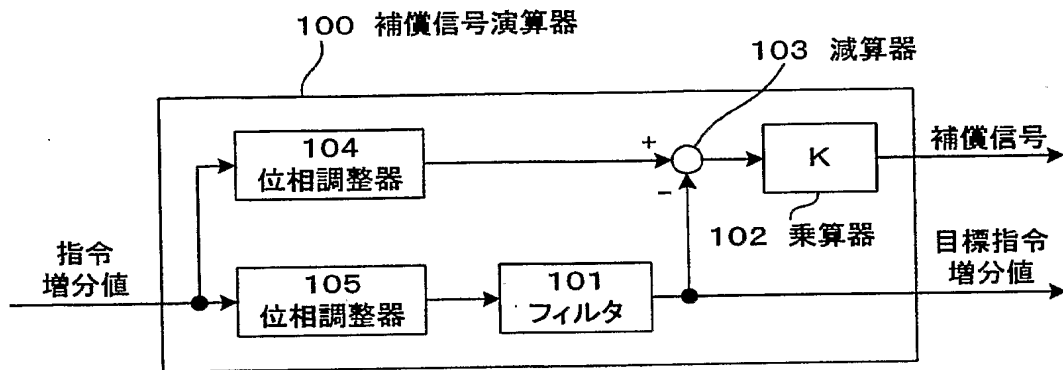 100 補償信号演算器
103 減算器
104
位相調整器
+
-
K
補償信号
102 乗算器
指令
増分値
105
位相調整器
101
フィルタ
目標指令
増分値